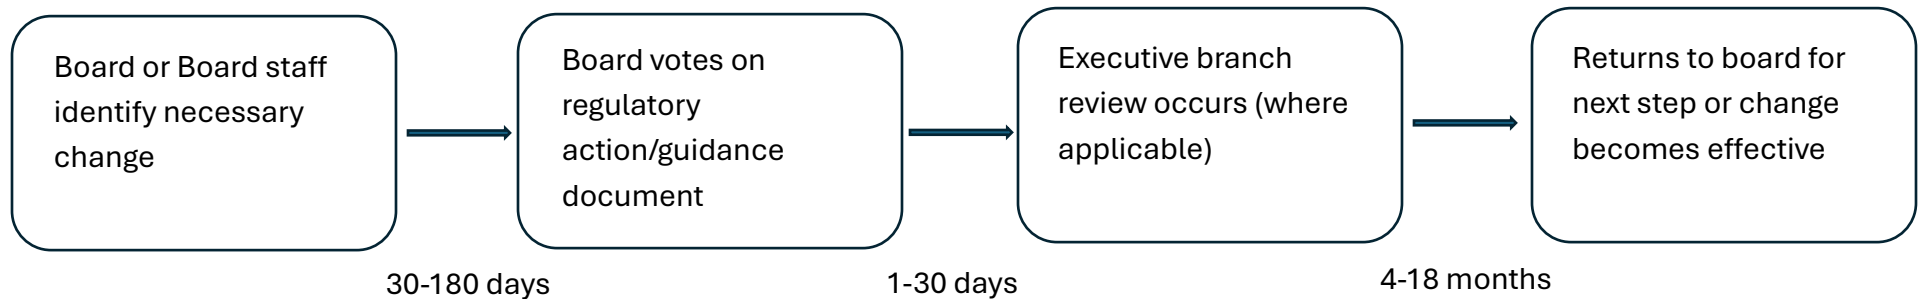 Board or Board staff
identify necessary
change
Board votes on
regulatory
action/guidance
document
Executive branch
review occurs (where
applicable)
Returns to board for
next step or change
becomes effective
30-180 days
1-30 days
4-18 months